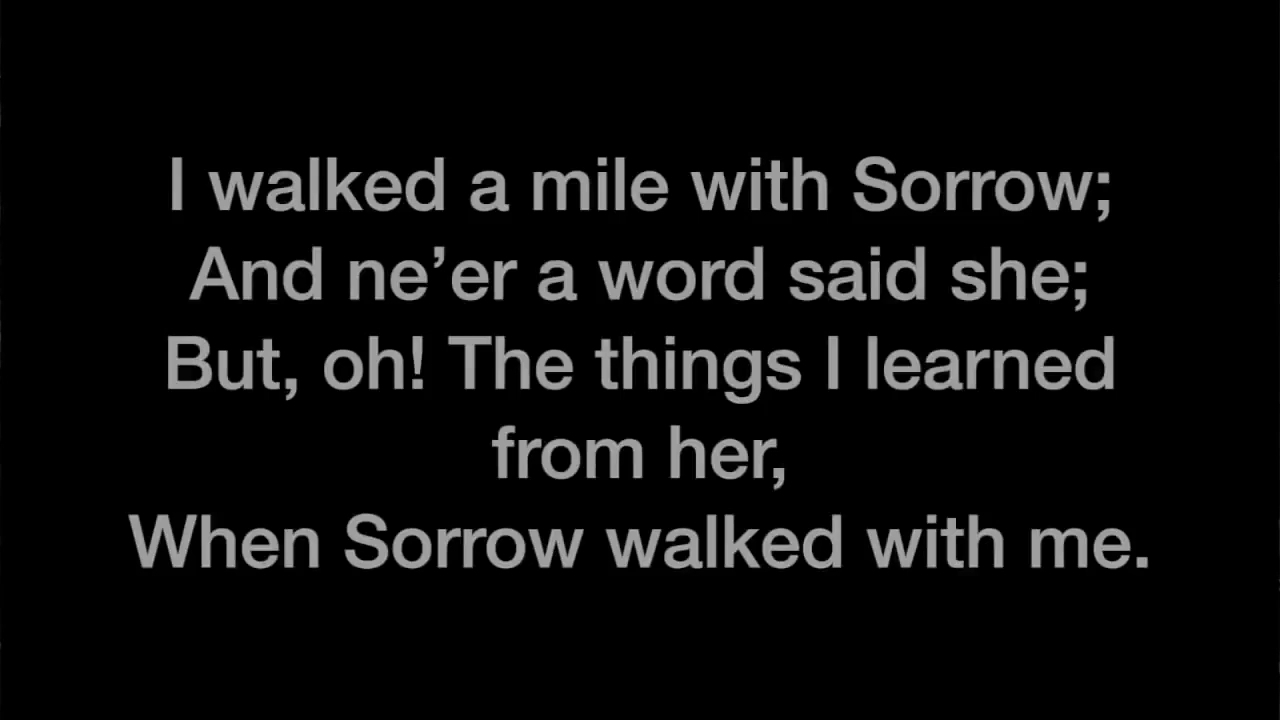 I walked a mile with Sorrow;
And ne’er a word said she;
But, oh! The things I learned
from her,
When Sorrow walked with me.